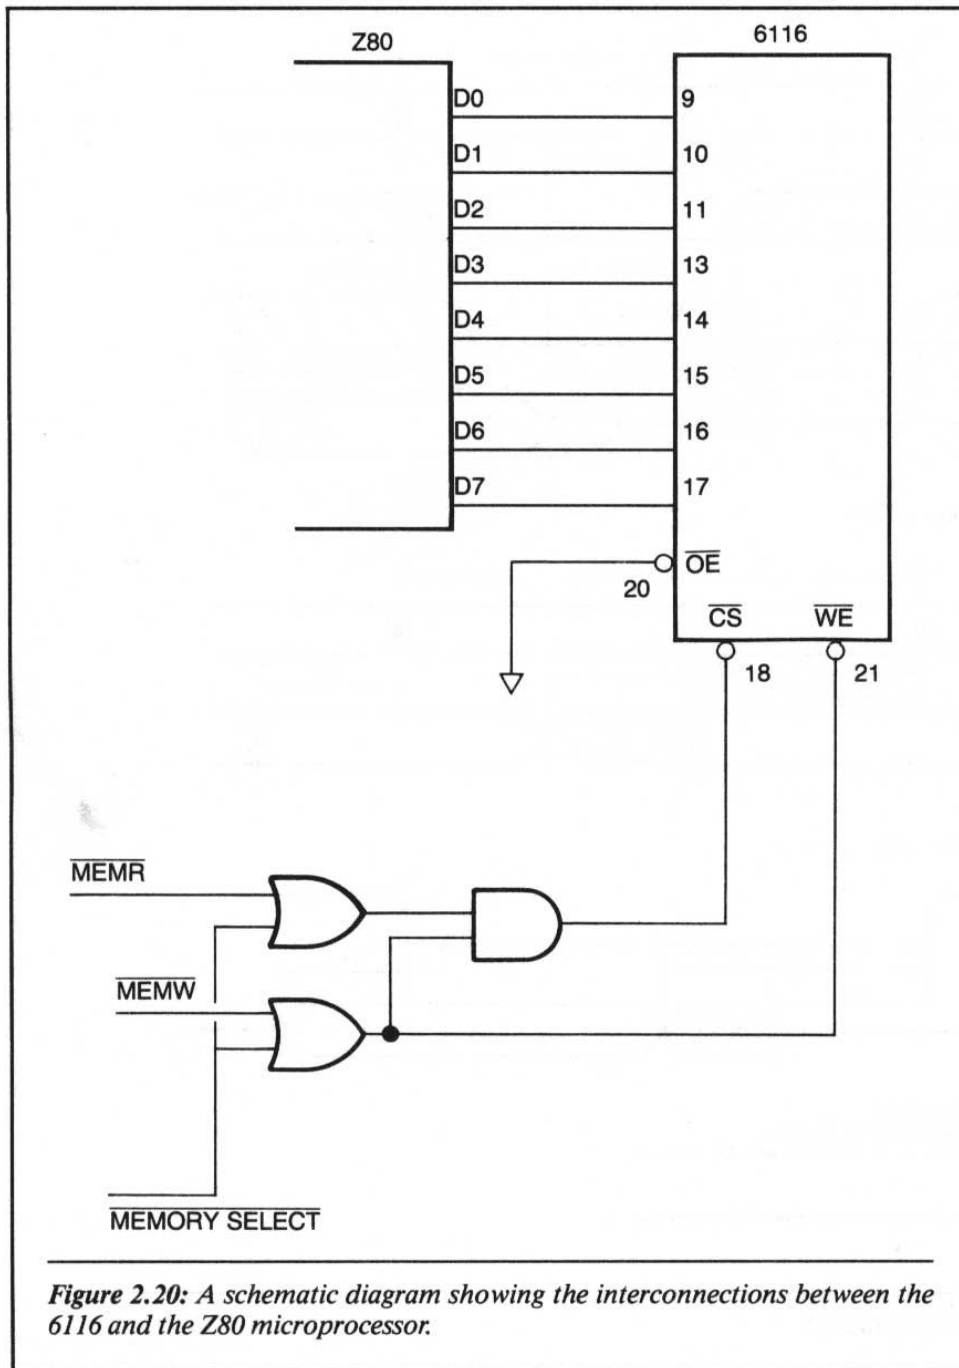 Z80
6116
D0
9
D1
10
D2
11
D3
13
D4
14
D5
15
D6
16
D7
17
OE
20
CS
WE
18
21
MEMR
MEMW
MEMORY SELECT
Figure 2.20: A schematic diagram showing the interconnections between the
6116 and the Z80 microprocessor.